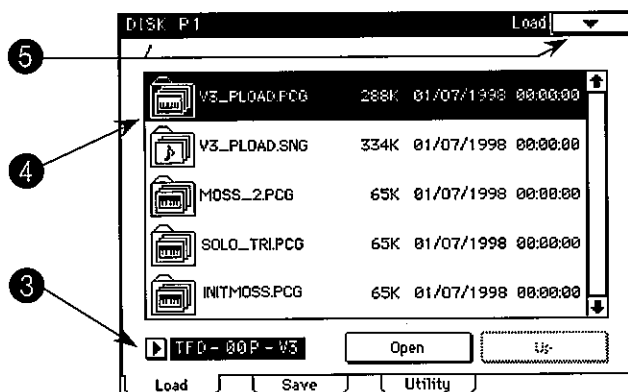 DISK P1 Load
5
/
V3_PLOAD.PCG 288K 01/07/1998 00:00:00
V3_PLOAD.SNG 334K 01/07/1998 00:00:00
4
MOSS_2.PCG 65K 01/07/1998 00:00:00
SOLO_TRI.PCG 65K 01/07/1998 00:00:00
INITMOSS.PCG 65K 01/07/1998 00:00:00
3
TFD-00P-V3 Open Up
Load Save Utility